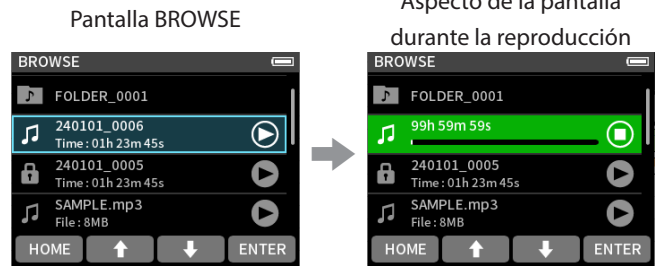 Pantalla BROWSE
BROWSE
FOLDER_0001
240101_0006
Time : 01h 23m 45s
240101_0005
Time : 01h 23m 45s
SAMPLE.mp3
File : 8MB
HOME
ENTER
Aspecto de la pantalla
durante la reproducción
BROWSE
FOLDER_0001
99h 59m 59s
240101_0005
Time : 01h 23m 45s
SAMPLE.mp3
File : 8MB
HOME
ENTER